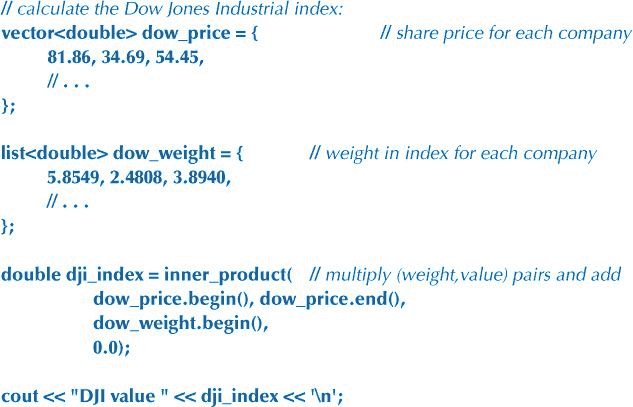 // calculate the Dow Jones Industrial index:
vector<double> dow_price = { // share price for each company
81.86, 34.69, 54.45,
// . . .
};
list<double> dow_weight = { // weight in index for each company
5.8549, 2.4808, 3.8940,
// . . .
};
double dji_index = inner_product( // multiply (weight,value) pairs and add
dow_price.begin(), dow_price.end(),
dow_weight.begin(),
0.0);
cout << "DJI value " << dji_index << '\n';